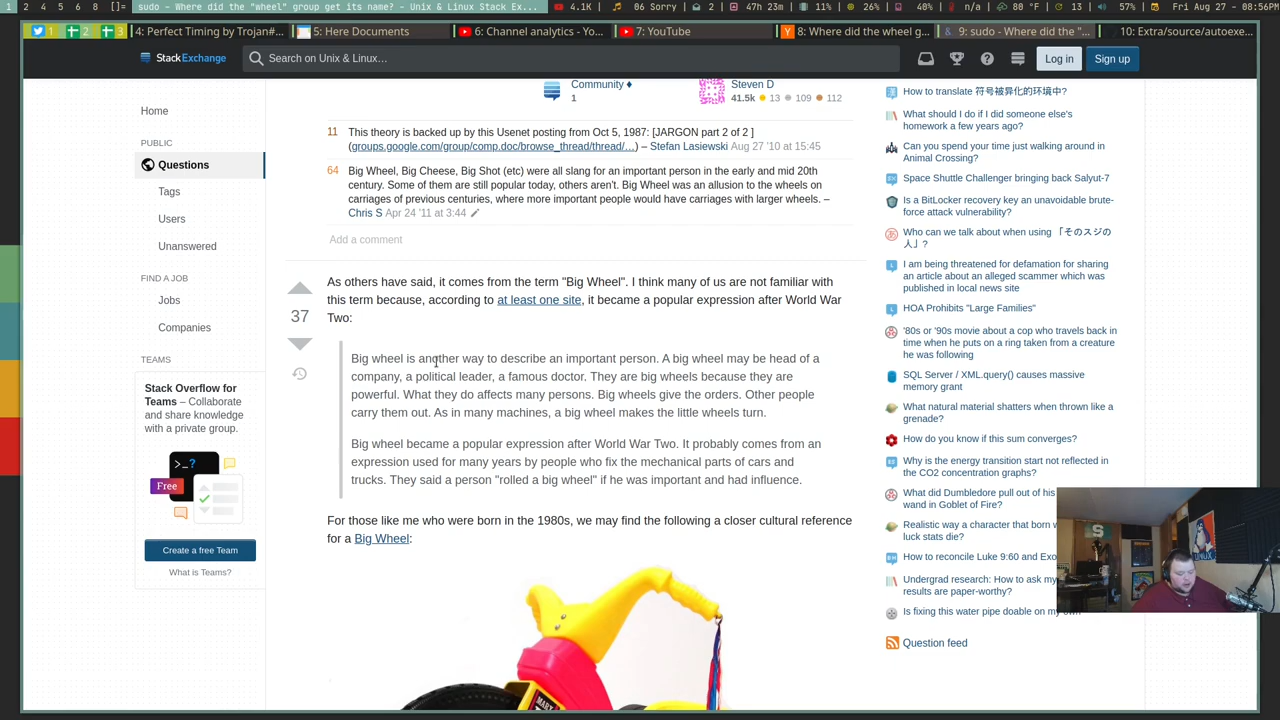 1 2 4 5 6 8 sudo - Where did the "wheel" group get its name? - Unix & Linux Stack Ex...
1 2 3 4: Perfect Timing by Trojan#... 5: Here Documents 6: Channel analytics - Yo... 7: YouTube 8: Where did the wheel g... 9: sudo - Where did the "... 10: Extra/source/autoexe...
StackExchange
Search on Unix & Linux…
Log in
Sign up
Home
PUBLIC
Questions
Tags
Users
Unanswered
FIND A JOB
Jobs
Companies
TEAMS
Stack Overflow for
Teams – Collaborate
and share knowledge
with a private group.
>_?
Free
Create a free Team
What is Teams?
Community ♦
1
Steven D
41.5k 13 109 112
11 This theory is backed up by this Usenet posting from Oct 5, 1987: [JARGON part 2 of 2 ]
(groups.google.com/group/comp.doc/browse_thread/thread/…) – Stefan Lasiewski Aug 27 '10 at 15:45
64 Big Wheel, Big Cheese, Big Shot (etc) were all slang for an important person in the early and mid 20th
century. Some of them are still popular today, others aren't. Big Wheel was an allusion to the wheels on
carriages of previous centuries, where more important people would have carriages with larger wheels. –
Chris S Apr 24 '11 at 3:44
Add a comment
37
As others have said, it comes from the term "Big Wheel". I think many of us are not familiar with
this term because, according to at least one site, it became a popular expression after World War
Two:
Big wheel is another way to describe an important person. A big wheel may be head of a
company, a political leader, a famous doctor. They are big wheels because they are
powerful. What they do affects many persons. Big wheels give the orders. Other people
carry them out. As in many machines, a big wheel makes the little wheels turn.
Big wheel became a popular expression after World War Two. It probably comes from an
expression used for many years by people who fix the mechanical parts of cars and
trucks. They said a person "rolled a big wheel" if he was important and had influence.
For those like me who were born in the 1980s, we may find the following a closer cultural reference
for a Big Wheel:
How to translate 符号被异化的环境中?
What should I do if I did someone else's
homework a few years ago?
Can you spend your time just walking around in
Animal Crossing?
Space Shuttle Challenger bringing back Salyut-7
Is a BitLocker recovery key an unavoidable brute-
force attack vulnerability?
Who can we talk about when using 「そのスジの
人」?
I am being threatened for defamation for sharing
an article about an alleged scammer which was
published in local news site
HOA Prohibits "Large Families"
'80s or '90s movie about a cop who travels back in
time when he puts on a ring taken from a creature
he was following
SQL Server / XML.query() causes massive
memory grant
What natural material shatters when thrown like a
grenade?
How do you know if this sum converges?
Why is the energy transition start not reflected in
the CO2 concentration graphs?
What did Dumbledore pull out of his
wand in Goblet of Fire?
Realistic way a character that born
luck stats die?
How to reconcile Luke 9:60 and
Undergrad research: How to ask my
results are paper-worthy?
Is fixing this water pipe doable on my own
Question feed